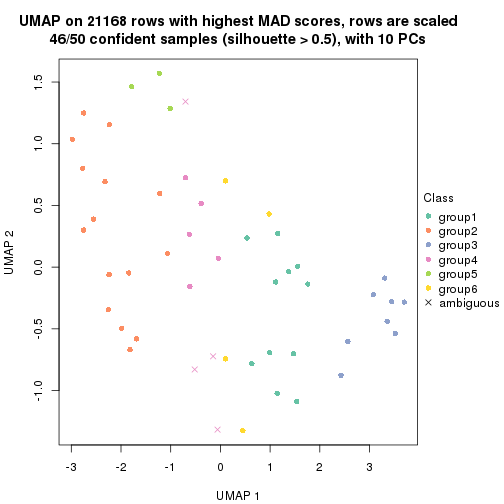 UMAP on 21168 rows with highest MAD scores, rows are scaled
46/50 confident samples (silhouette > 0.5), with 10 PCs
1.5
1.0
0.5
0.0
-0.5
-1.0
UMAP 2
-3 -2 -1 0 1 2 3
UMAP 1
Class
group1
group2
group3
group4
group5
group6
ambiguous